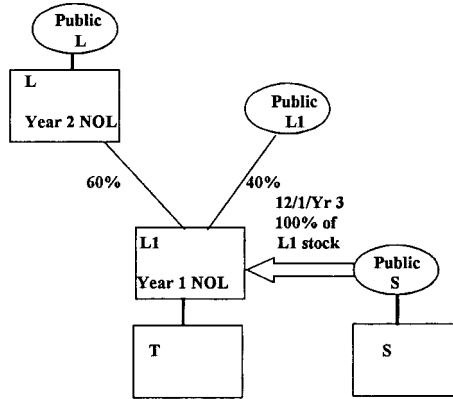 Public
L
L
Year 2 NOL
Public
L1
60%
40%
12/1/Yr 3
100% of
L1 stock
L1
Year 1 NOL
Public
S
T
S